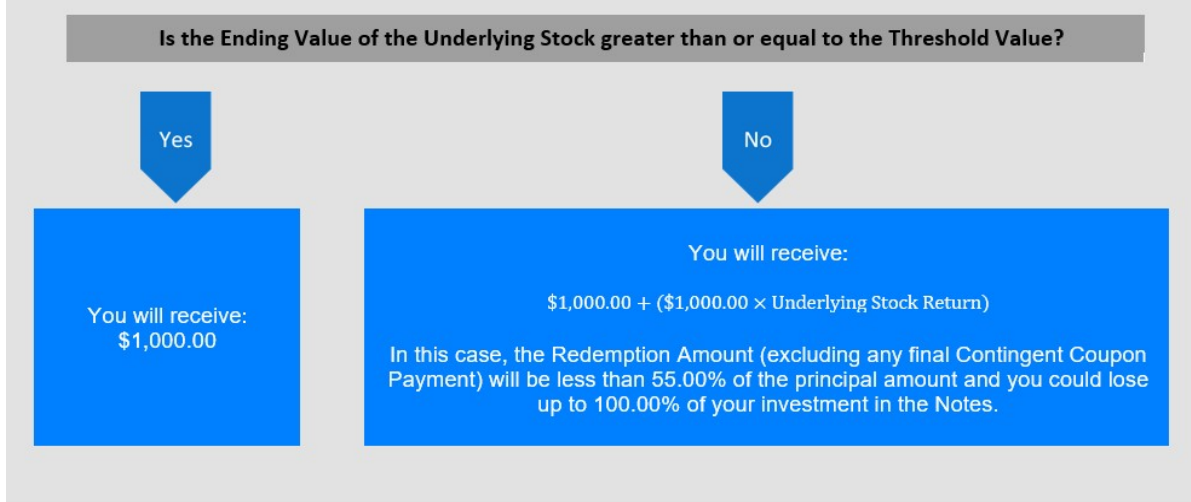 Is the Ending Value of the Underlying Stock greater than or equal to the Threshold Value?
Yes
No
You will receive:
$1,000.00
You will receive:
$1,000.00 + ($1,000.00 × Underlying Stock Return)
In this case, the Redemption Amount (excluding any final Contingent Coupon
Payment) will be less than 55.00% of the principal amount and you could lose
up to 100.00% of your investment in the Notes.